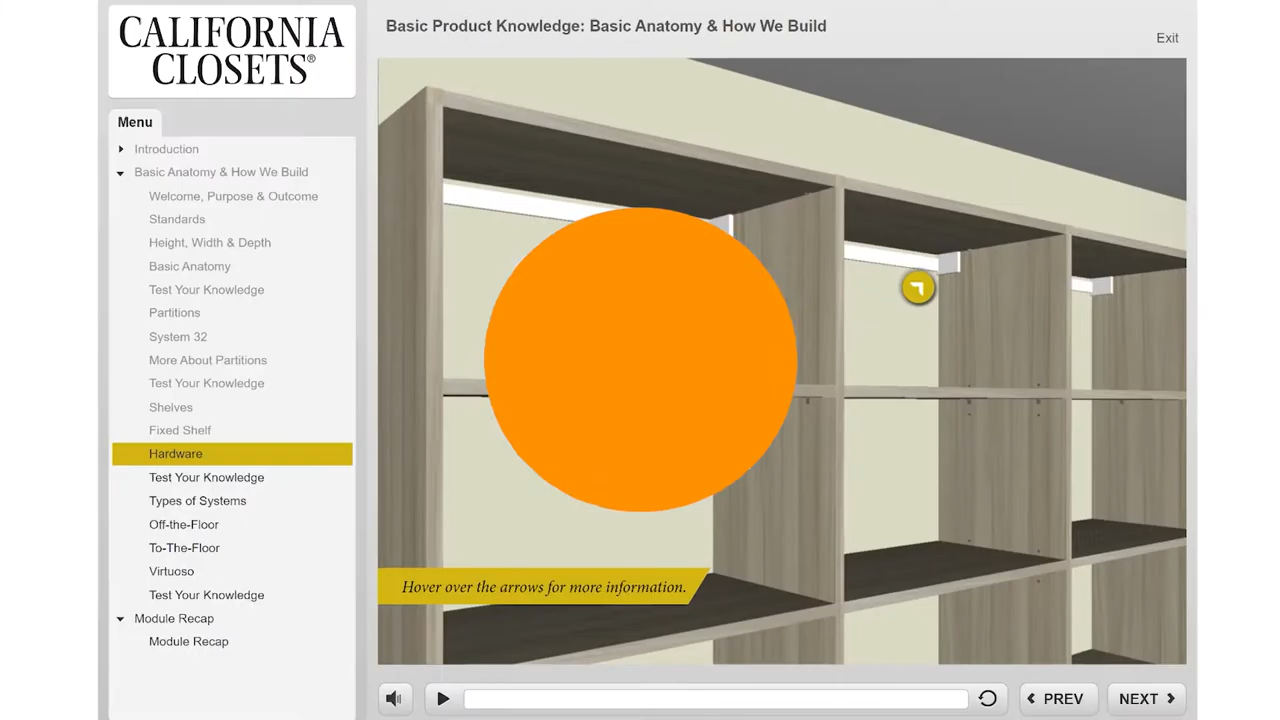 CALIFORNIA
CLOSETS®
Basic Product Knowledge: Basic Anatomy & How We Build
Exit
Menu
Introduction
Basic Anatomy & How We Build
Welcome, Purpose & Outcome
Standards
Height, Width & Depth
Basic Anatomy
Test Your Knowledge
Partitions
System 32
More About Partitions
Test Your Knowledge
Shelves
Fixed Shelf
Hardware
Test Your Knowledge
Types of Systems
Off-the-Floor
To-The-Floor
Virtuoso
Test Your Knowledge
Module Recap
Module Recap
Hover over the arrows for more information.
PREV
NEXT